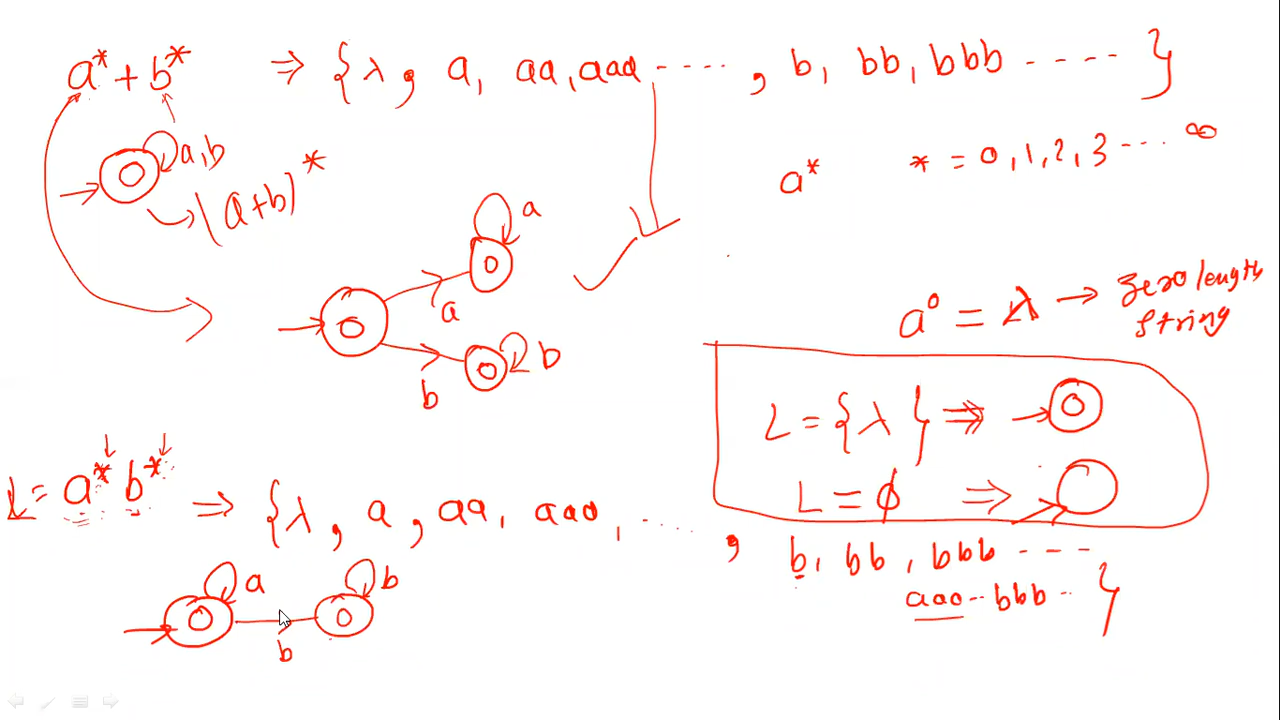 a* + b* ⇒ {λ, a, aa, aaa ....., b, bb, bbb ----- }
a,b
(a+b)*
a* * = 0,1,2,3 --... ∞
a
a
b
b
a⁰ = λ → Zero length
string
L = {λ} ⇒ 
L = ϕ ⇒
L = a* b* ⇒ {λ, a, aa, aaa, ......, b, bb, bbb ---
aaa -- bbb -- }
a
b
b